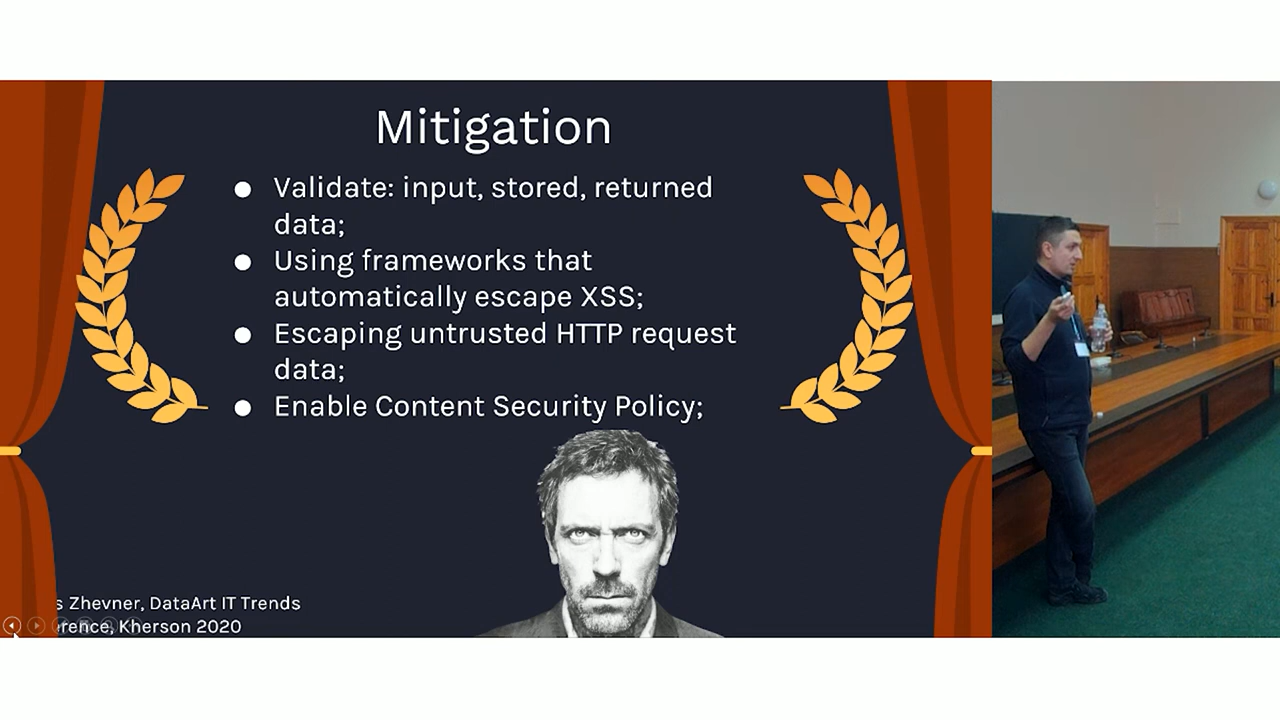 Mitigation
● Validate: input, stored, returned
data;
● Using frameworks that
automatically escape XSS;
● Escaping untrusted HTTP request
data;
● Enable Content Security Policy;
Zhevner, DataArt IT Trends
Kherson 2020